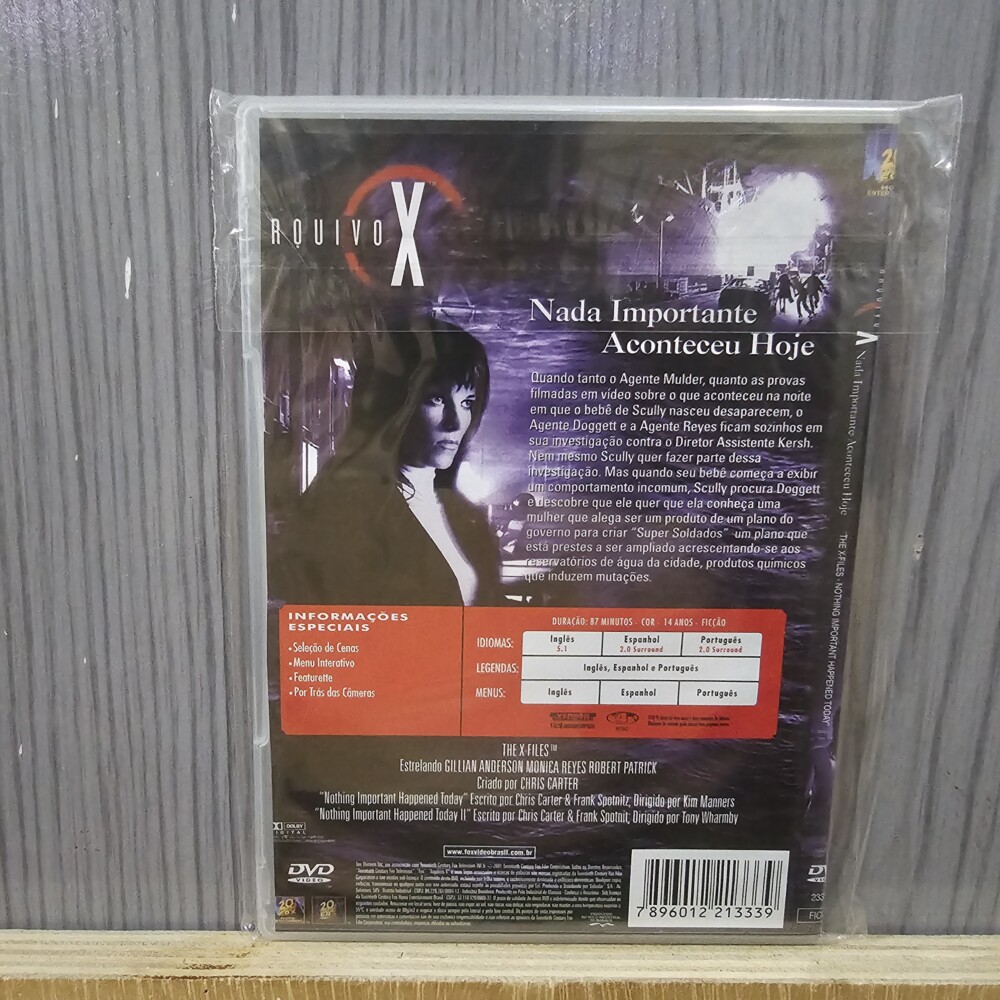 RQUIVO X
Nada Importante
Aconteceu Hoje
Quando tanto o Agente Mulder, quanto as provas
filmadas em vídeo sobre o que aconteceu na noite
em que o bebê de Scully nasceu desaparecem, o
Agente Doggett e a Agente Reyes ficam sozinhos em
sua investigação contra o Diretor Assistente Kersh.
Nem mesmo Scully quer fazer parte dessa
investigação. Mas quando seu bebê começa a exibir
um comportamento incomum, Scully procura Doggett
e descobre que ele quer que ela conheça uma
mulher que alega ser um produto de um plano do
governo para criar "Super Soldados" um plano que
está prestes a ser ampliado acrescentando-se aos
reservatórios de água da cidade, produtos químicos
que induzem mutações.
INFORMAÇÕES
ESPECIAIS
• Seleção de Cenas
• Menu Interativo
• Featurette
• Por Trás das Câmeras
DURAÇÃO: 87 MINUTOS - COR - 14 ANOS - FICÇÃO
IDIOMAS: Inglês 5.1 Espanhol 2.0 Surround Português 2.0 Surround
LEGENDAS: Inglês, Espanhol e Português
MENUS: Inglês Espanhol Português
THE X-FILES™
Estrelando GILLIAN ANDERSON MONICA REYES ROBERT PATRICK
Criado por CHRIS CARTER
"Nothing Important Happened Today" Escrito por Chris Carter & Frank Spotnitz, Dirigido por Kim Manners
"Nothing Important Happened Today II" Escrito por Chris Carter & Frank Spotnit, Dirigido por Tony Wharmby
DOLBY
DIGITAL
www.foxvideobrasil.com.br
DVD
VIDEO
7 896012 213339
Nada Importante Aconteceu Hoje
THE X-FILES - NOTHING IMPORTANT HAPPENED TODAY